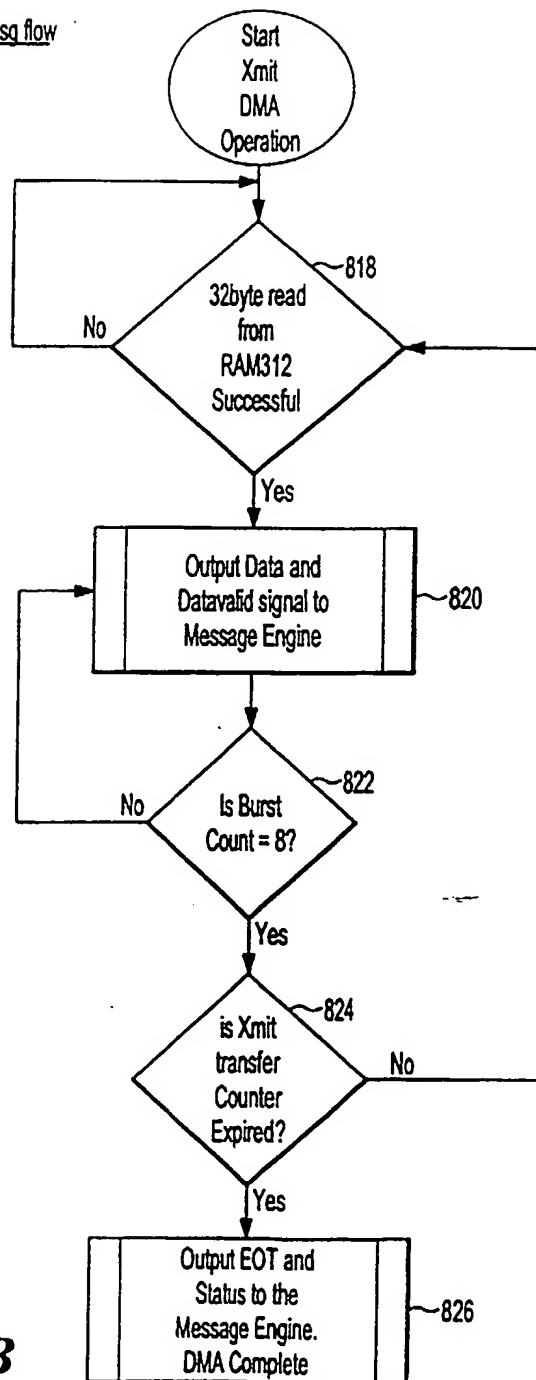 sg flow
Start
Xmit
DMA
Operation
818
32byte read
from
RAM312
Successful
No
Yes
Output Data and
Datavalid signal to
Message Engine
820
822
No
Is Burst
Count = 8?
Yes
824
is Xmit
transfer
Counter
Expired?
No
Yes
Output EOT and
Status to the
Message Engine.
DMA Complete
826